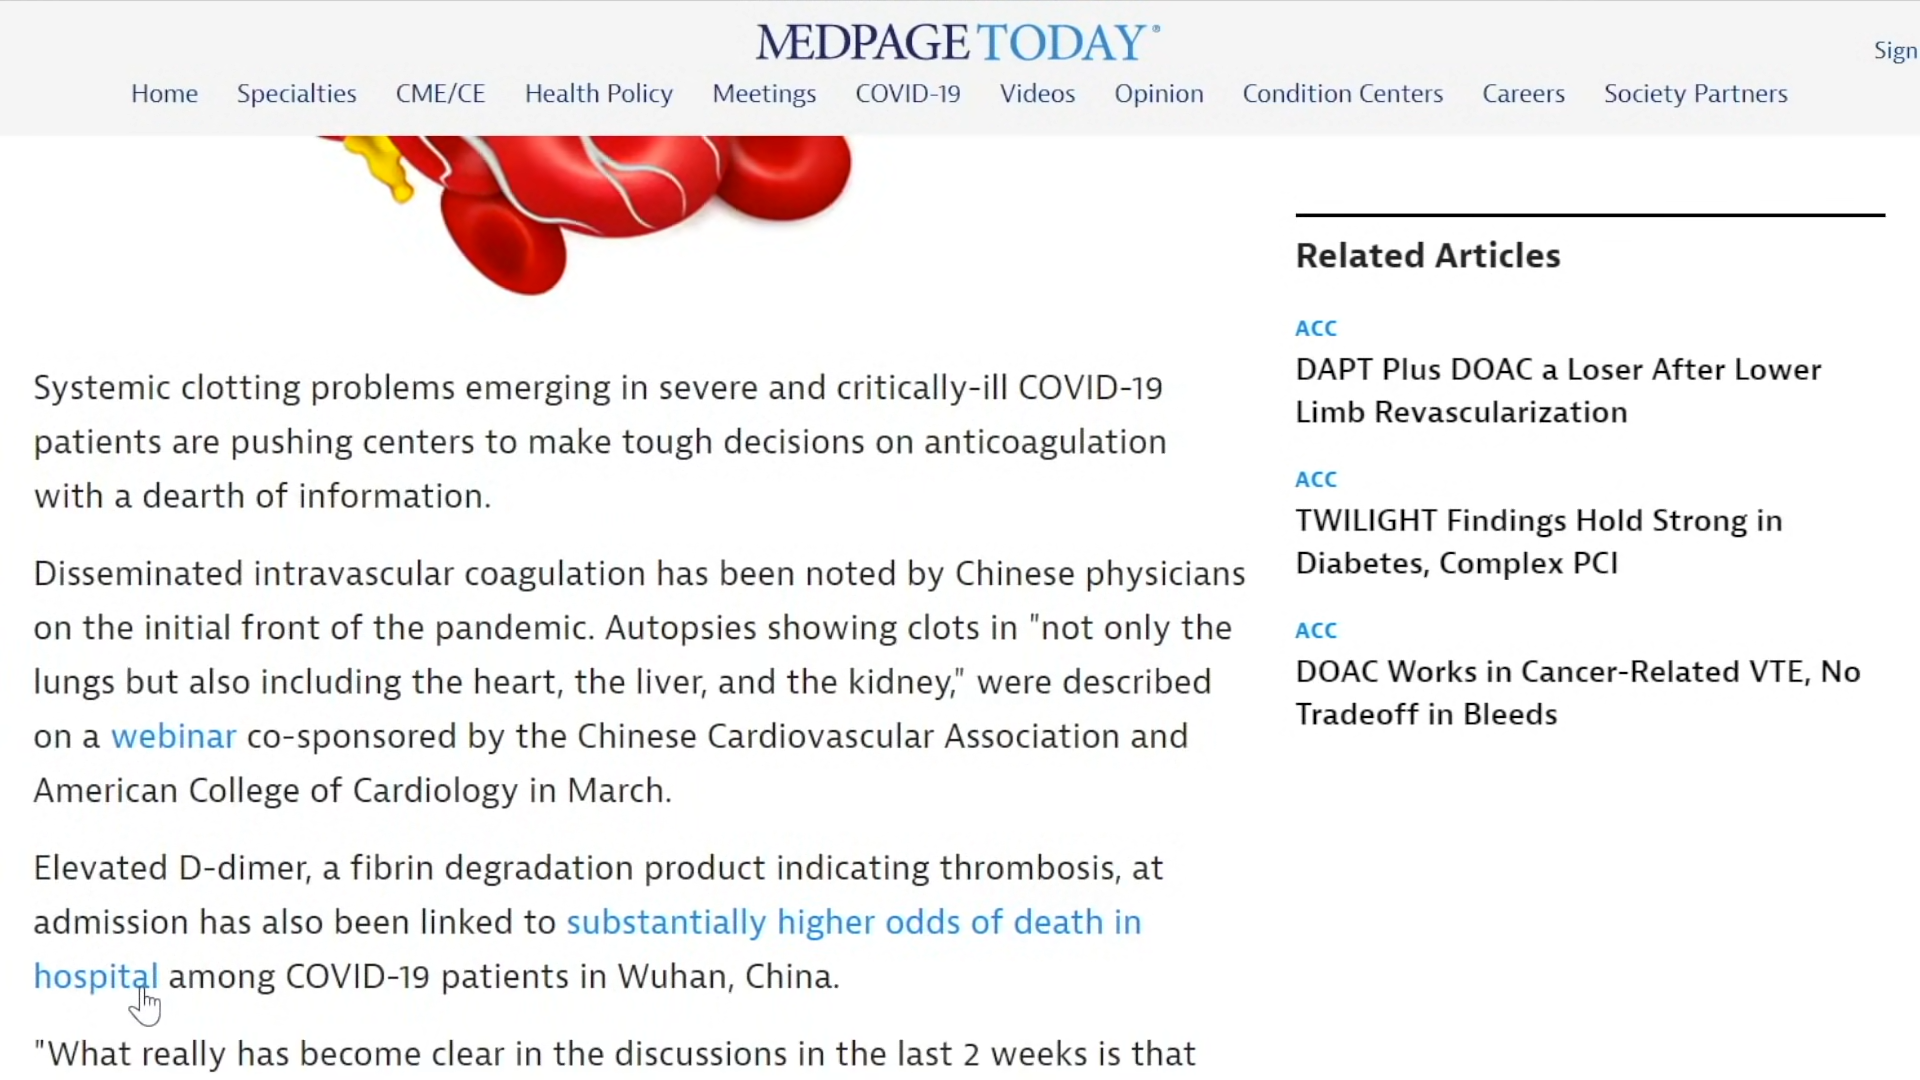 MEDPAGE TODAY®
Sign
Home Specialties CME/CE Health Policy Meetings COVID-19 Videos Opinion Condition Centers Careers Society Partners
Systemic clotting problems emerging in severe and critically-ill COVID-19
patients are pushing centers to make tough decisions on anticoagulation
with a dearth of information.
Disseminated intravascular coagulation has been noted by Chinese physicians
on the initial front of the pandemic. Autopsies showing clots in "not only the
lungs but also including the heart, the liver, and the kidney," were described
on a webinar co-sponsored by the Chinese Cardiovascular Association and
American College of Cardiology in March.
Elevated D-dimer, a fibrin degradation product indicating thrombosis, at
admission has also been linked to substantially higher odds of death in
hospital among COVID-19 patients in Wuhan, China.
"What really has become clear in the discussions in the last 2 weeks is that
Related Articles
ACC
DAPT Plus DOAC a Loser After Lower
Limb Revascularization
ACC
TWILIGHT Findings Hold Strong in
Diabetes, Complex PCI
ACC
DOAC Works in Cancer-Related VTE, No
Tradeoff in Bleeds